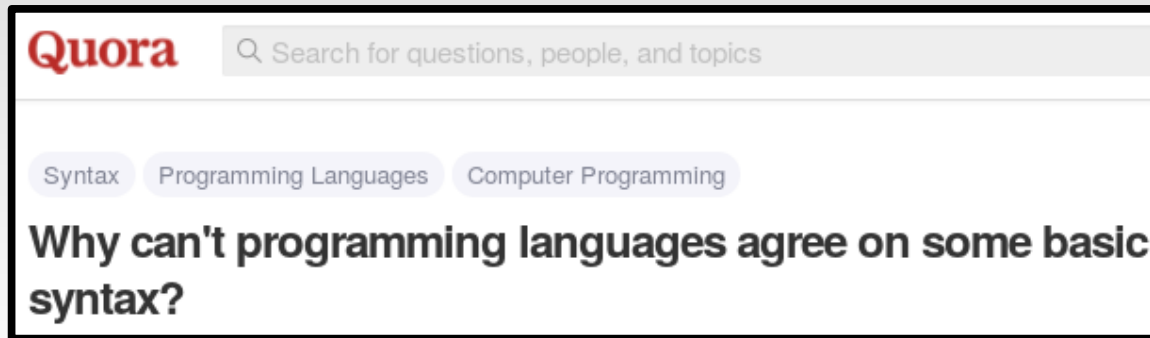 Quora
Search for questions, people, and topics
Syntax
Programming Languages
Computer Programming
Why can't programming languages agree on some basic
syntax?